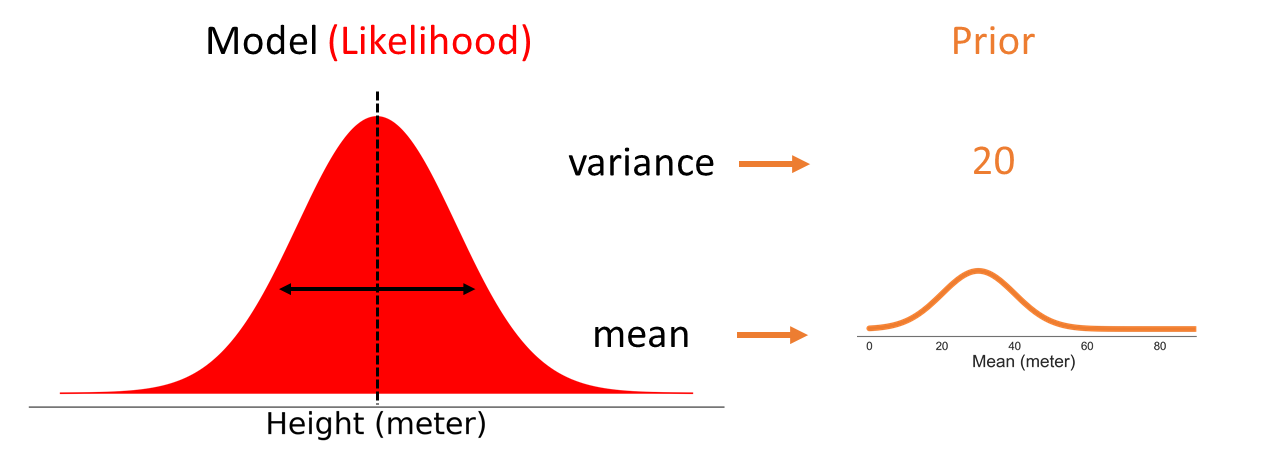 Model (Likelihood)
Prior
variance
20
mean
0 20 40 60 80
Mean (meter)
Height (meter)